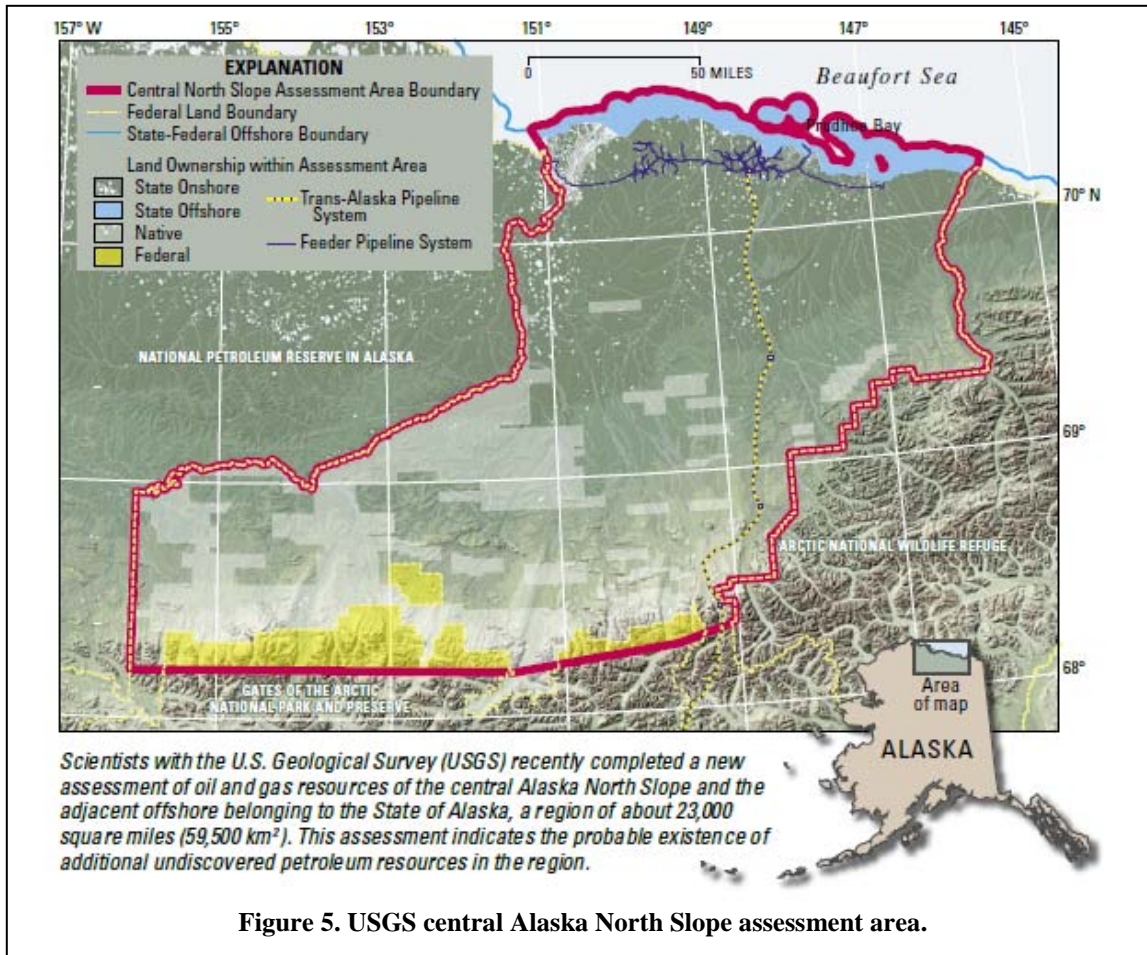 157° W 155° 153° 151° 149° 147° 145°
EXPLANATION
Central North Slope Assessment Area Boundary
Federal Land Boundary
State-Federal Offshore Boundary
Land Ownership within Assessment Area
State Onshore
State Offshore
Native
Federal
Trans-Alaska Pipeline
System
Feeder Pipeline System
0 50 MILES
Beaufort Sea
Prudhoe Bay
70° N
NATIONAL PETROLEUM RESERVE IN ALASKA
69°
ARCTIC NATIONAL WILDLIFE REFUGE
68°
GATES OF THE ARCTIC
NATIONAL PARK AND PRESERVE
Area
of map
ALASKA
Scientists with the U.S. Geological Survey (USGS) recently completed a new
assessment of oil and gas resources of the central Alaska North Slope and the
adjacent offshore belonging to the State of Alaska, a region of about 23,000
square miles (59,500 km²). This assessment indicates the probable existence of
additional undiscovered petroleum resources in the region.
Figure 5. USGS central Alaska North Slope assessment area.